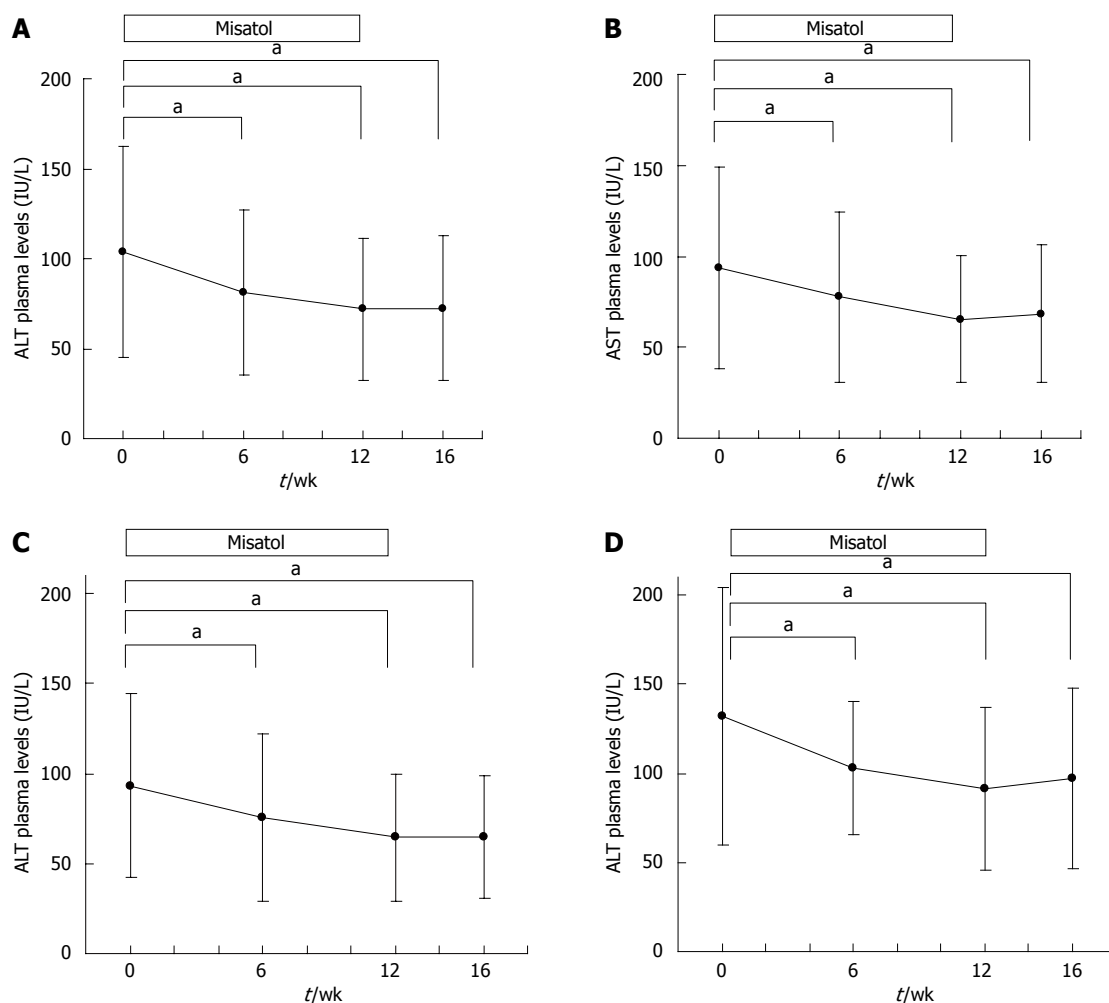 A
Misatol
a
a
a
200
150
100
50
0
ALT plasma levels (IU/L)
0 6 12 16
t/wk
B
Misatol
a
a
a
200
150
100
50
0
AST plasma levels (IU/L)
0 6 12 16
t/wk
C
Misatol
a
a
a
200
150
100
50
0
ALT plasma levels (IU/L)
0 6 12 16
t/wk
D
Misatol
a
a
a
200
150
100
50
0
ALT plasma levels (IU/L)
0 6 12 16
t/wk